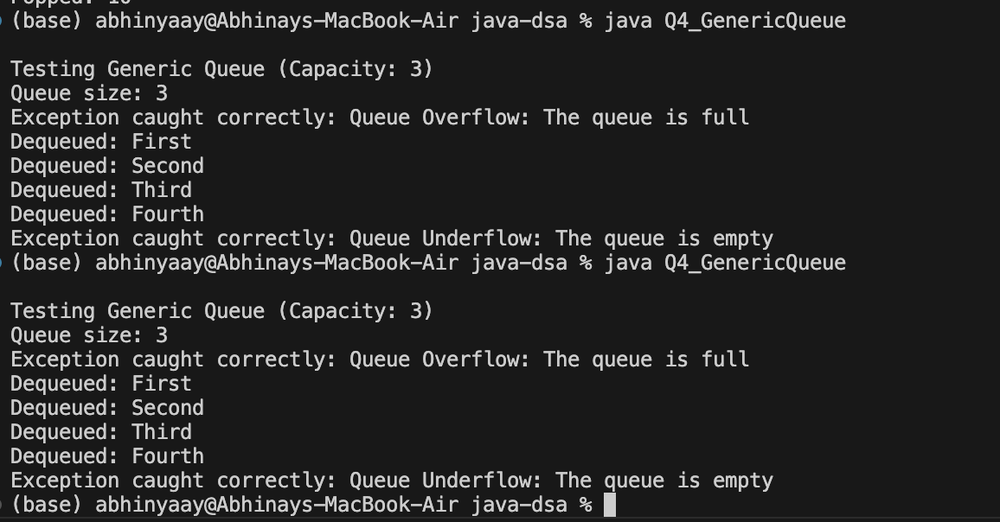 (base) abhinyaay@Abhinays-MacBook-Air java-dsa % java Q4_GenericQueue
Testing Generic Queue (Capacity: 3)
Queue size: 3
Exception caught correctly: Queue Overflow: The queue is full
Dequeued: First
Dequeued: Second
Dequeued: Third
Dequeued: Fourth
Exception caught correctly: Queue Underflow: The queue is empty
(base) abhinyaay@Abhinays-MacBook-Air java-dsa % java Q4_GenericQueue
Testing Generic Queue (Capacity: 3)
Queue size: 3
Exception caught correctly: Queue Overflow: The queue is full
Dequeued: First
Dequeued: Second
Dequeued: Third
Dequeued: Fourth
Exception caught correctly: Queue Underflow: The queue is empty
(base) abhinyaay@Abhinays-MacBook-Air java-dsa %